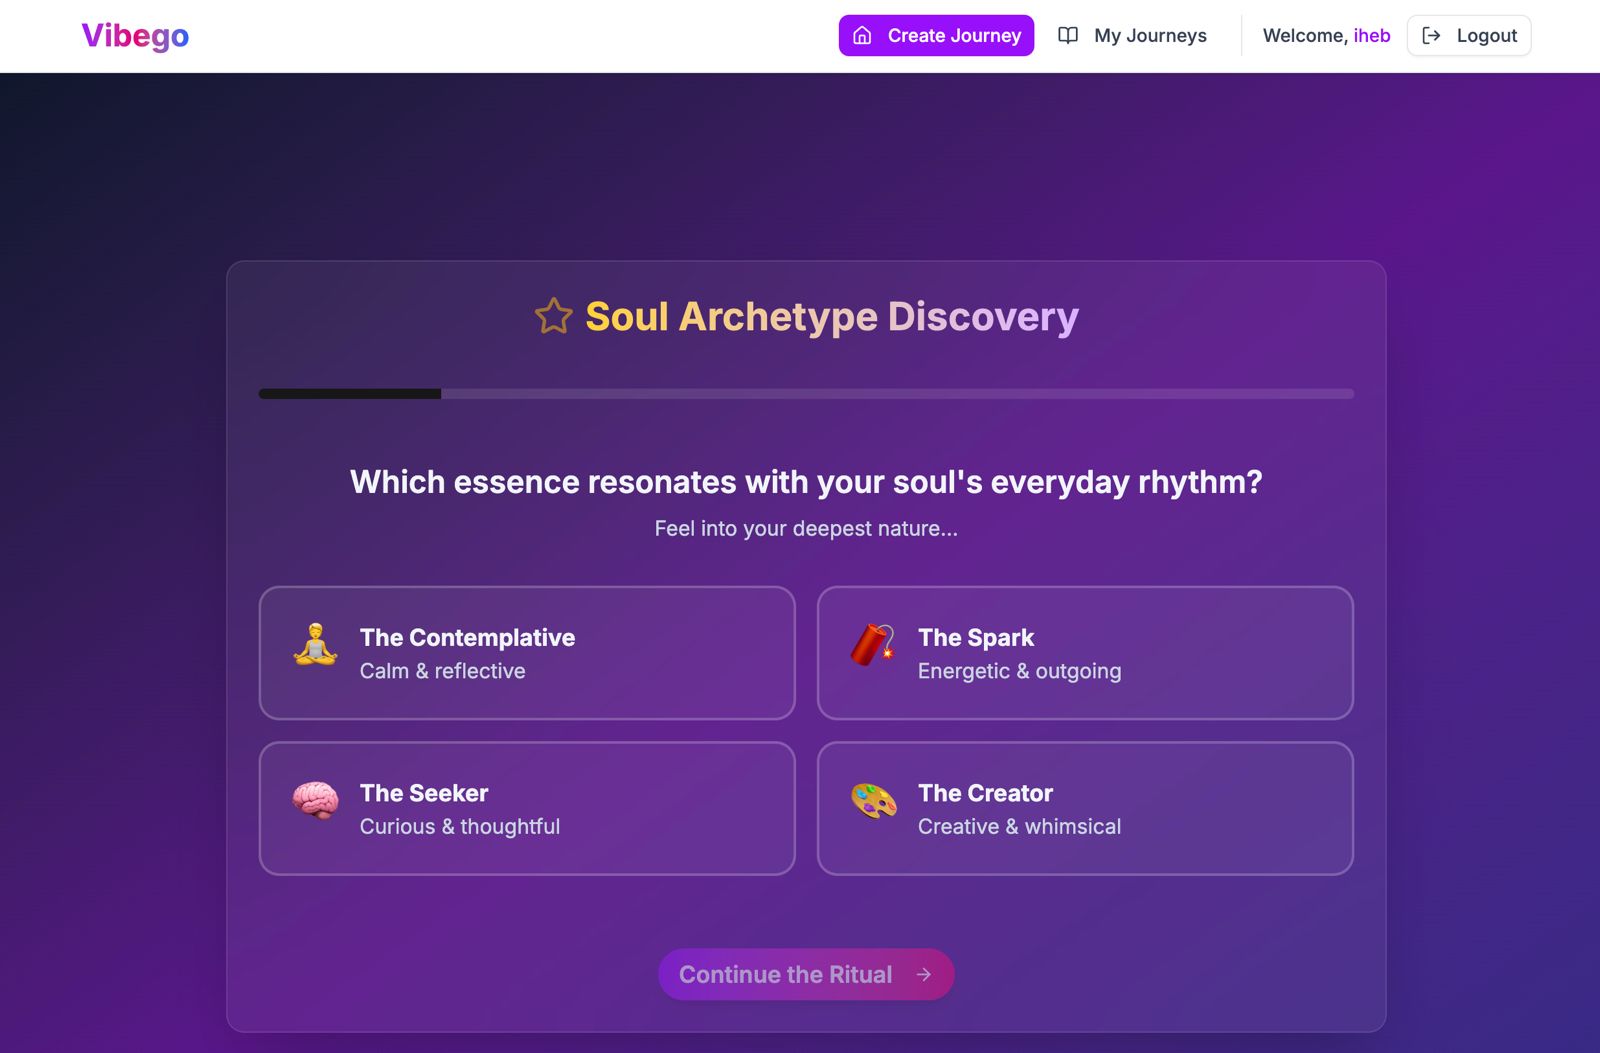 Vibego
Create Journey
My Journeys
Welcome, iheb
Logout
Soul Archetype Discovery
Which essence resonates with your soul's everyday rhythm?
Feel into your deepest nature...
The Contemplative
Calm & reflective
The Spark
Energetic & outgoing
The Seeker
Curious & thoughtful
The Creator
Creative & whimsical
Continue the Ritual